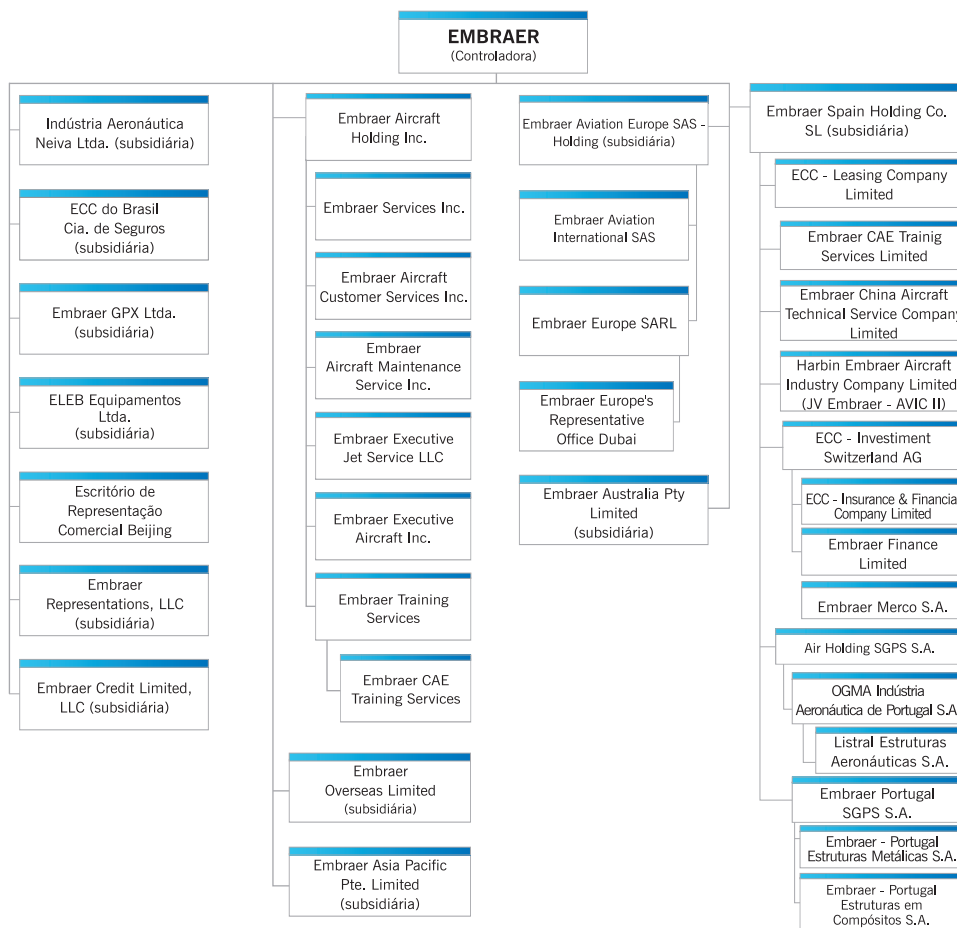 EMBRAER
(Controladora)
Indústria Aeronáutica
Neiva Ltda. (subsidiária)
ECC do Brasil
Cia. de Seguros
(subsidiária)
Embraer GPX Ltda.
(subsidiária)
ELEB Equipamentos
Ltda.
(subsidiária)
Escritório de
Representação
Comercial Beijing
Embraer
Representations, LLC
(subsidiária)
Embraer Credit Limited,
LLC (subsidiária)
Embraer Aircraft
Holding Inc.
Embraer Services Inc.
Embraer Aircraft
Customer Services Inc.
Embraer
Aircraft Maintenance
Service Inc.
Embraer Executive
Jet Service LLC
Embraer Executive
Aircraft Inc.
Embraer Training
Services
Embraer CAE
Training Services
Embraer
Overseas Limited
(subsidiária)
Embraer Asia Pacific
Pte. Limited
(subsidiária)
Embraer Aviation Europe SAS -
Holding (subsidiária)
Embraer Aviation
International SAS
Embraer Europe SARL
Embraer Europe's
Representative
Office Dubai
Embraer Australia Pty
Limited
(subsidiária)
Embraer Spain Holding Co.
SL (subsidiária)
ECC - Leasing Company
Limited
Embraer CAE Trainig
Services Limited
Embraer China Aircraft
Technical Service Company
Limited
Harbin Embraer Aircraft
Industry Company Limited
(JV Embraer - AVIC II)
ECC - Investiment
Switzerland AG
ECC - Insurance & Financial
Company Limited
Embraer Finance
Limited
Embraer Merco S.A.
Air Holding SGPS S.A.
OGMA Indústria
Aeronáutica de Portugal S.A.
Listral Estruturas
Aeronáuticas S.A.
Embraer Portugal
SGPS S.A.
Embraer - Portugal
Estruturas Metálicas S.A.
Embraer - Portugal
Estruturas em
Compósitos S.A.